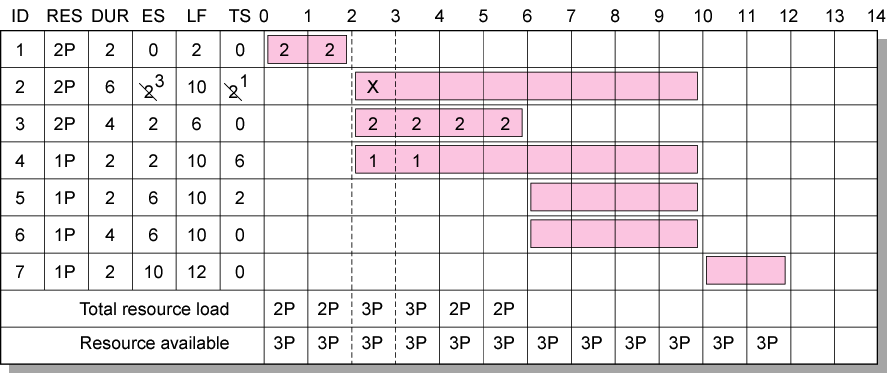 ID RES DUR ES LF TS 0 1 2 3 4 5 6 7 8 9 10 11 12 13 14
1 2P 2 0 2 0 2 2
2 2P 6 2 3 10 2 1 X
3 2P 4 2 6 0 2 2 2 2
4 1P 2 2 10 6 1 1
5 1P 2 6 10 2
6 1P 4 6 10 0
7 1P 2 10 12 0
Total resource load 2P 2P 3P 3P 2P 2P
Resource available 3P 3P 3P 3P 3P 3P 3P 3P 3P 3P 3P 3P